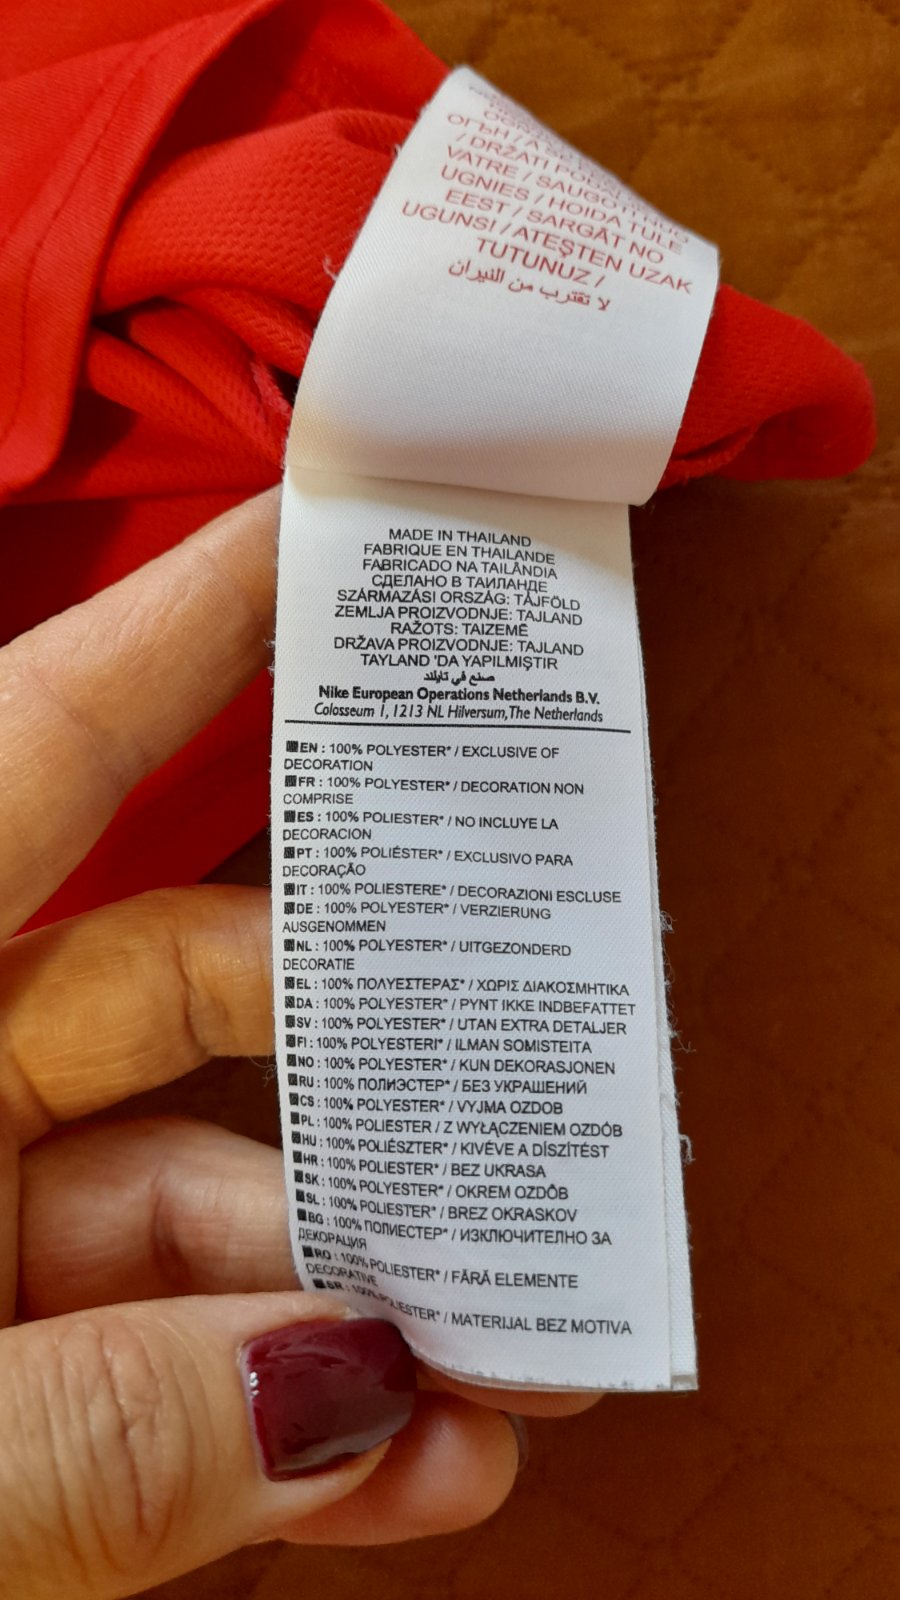 ОГЪН / A SE
/ DRŽATI PODA
VATRE / SAUGOTI NUO
UGNIES / HOIDA TULE
EEST / SARGĀT NO
UGUNS! / ATEŞTEN UZAK
TUTUNUZ /
لا تقترب من النيران
MADE IN THAILAND
FABRIQUE EN THAILANDE
FABRICADO NA TAILÂNDIA
СДЕЛАНО В ТАИЛАНДЕ
SZÁRMAZÁSI ORSZÁG: TÁJFÖLD
ZEMLJA PROIZVODNJE: TAJLAND
RAŽOTS: TAIZEMĒ
DRŽAVA PROIZVODNJE: TAJLAND
TAYLAND 'DA YAPILMIŞTIR
صنع في تايلند
Nike European Operations Netherlands B.V.
Colosseum 1, 1213 NL Hilversum, The Netherlands
EN : 100% POLYESTER* / EXCLUSIVE OF
DECORATION
FR : 100% POLYESTER* / DECORATION NON
COMPRISE
ES : 100% POLIESTER* / NO INCLUYE LA
DECORACION
PT : 100% POLIÉSTER* / EXCLUSIVO PARA
DECORAÇÃO
IT : 100% POLIESTERE* / DECORAZIONI ESCLUSE
DE : 100% POLYESTER* / VERZIERUNG
AUSGENOMMEN
NL : 100% POLYESTER* / UITGEZONDERD
DECORATIE
EL : 100% ΠΟΛΥΕΣΤΕΡΑΣ* / ΧΩΡΙΣ ΔΙΑΚΟΣΜΗΤΙΚΑ
DA : 100% POLYESTER* / PYNT IKKE INDBEFATTET
SV : 100% POLYESTER* / UTAN EXTRA DETALJER
FI : 100% POLYESTERI* / ILMAN SOMISTEITA
NO : 100% POLYESTER* / KUN DEKORASJONEN
RU : 100% ПОЛИЭСТЕР* / БЕЗ УКРАШЕНИЙ
CS : 100% POLYESTER* / VYJMA OZDOB
PL : 100% POLIESTER / Z WYŁĄCZENIEM OZDÓB
HU : 100% POLIÉSZTER* / KIVÉVE A DÍSZÍTÉST
HR : 100% POLIESTER* / BEZ UKRASA
SK : 100% POLYESTER* / OKREM OZDÔB
SL : 100% POLIESTER* / BREZ OKRASKOV
BG : 100% ПОЛИЕСТЕР* / ИЗКЛЮЧИТЕЛНО ЗА
ДЕКОРАЦИЯ
RO : 100% POLIESTER* / FĂRĂ ELEMENTE
DECORATIVE
SR : 100% POLIESTER* / MATERIJAL BEZ MOTIVA